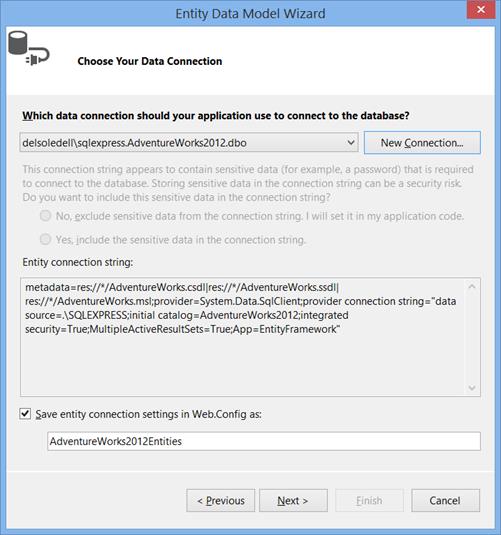 Entity Data Model Wizard
Choose Your Data Connection
Which data connection should your application use to connect to the database?
delsoledell\sqlexpress.AdventureWorks2012.dbo
New Connection...
This connection string appears to contain sensitive data (for example, a password) that is required
to connect to the database. Storing sensitive data in the connection string can be a security risk.
Do you want to include this sensitive data in the connection string?
No, exclude sensitive data from the connection string. I will set it in my application code.
Yes, include the sensitive data in the connection string.
Entity connection string:
metadata=res://*/AdventureWorks.csdl|res://*/AdventureWorks.ssdl|
res://*/AdventureWorks.msl;provider=System.Data.SqlClient;provider connection string="data
source=.\SQLEXPRESS;initial catalog=AdventureWorks2012;integrated
security=True;MultipleActiveResultSets=True;App=EntityFramework"
Save entity connection settings in Web.Config as:
AdventureWorks2012Entities
< Previous
Next >
Finish
Cancel